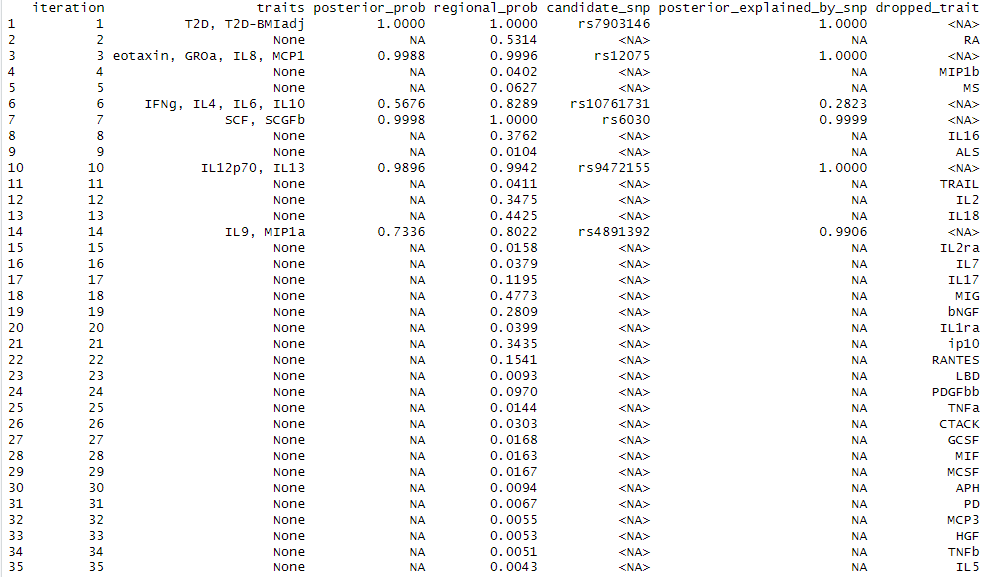 iteration traits posterior_prob regional_prob candidate_snp posterior_explained_by_snp dropped_trait
1 1 T2D, T2D-BMIadj 1.0000 1.0000 rs7903146 1.0000 <NA>
2 2 None NA 0.5314 <NA> NA RA
3 3 eotaxin, GROa, IL8, MCP1 0.9988 0.9996 rs12075 1.0000 <NA>
4 4 None NA 0.0402 <NA> NA MIP1b
5 5 None NA 0.0627 <NA> NA MS
6 6 IFNg, IL4, IL6, IL10 0.5676 0.8289 rs10761731 0.2823 <NA>
7 7 SCF, SCGFb 0.9998 1.0000 rs6030 0.9999 <NA>
8 8 None NA 0.3762 <NA> NA IL16
9 9 None NA 0.0104 <NA> NA ALS
10 10 IL12p70, IL13 0.9896 0.9942 rs9472155 1.0000 <NA>
11 11 None NA 0.0411 <NA> NA TRAIL
12 12 None NA 0.3475 <NA> NA IL2
13 13 None NA 0.4425 <NA> NA IL18
14 14 IL9, MIP1a 0.7336 0.8022 rs4891392 0.9906 <NA>
15 15 None NA 0.0158 <NA> NA IL2ra
16 16 None NA 0.0379 <NA> NA IL7
17 17 None NA 0.1195 <NA> NA IL17
18 18 None NA 0.4773 <NA> NA MIG
19 19 None NA 0.2809 <NA> NA bNGF
20 20 None NA 0.0399 <NA> NA IL1ra
21 21 None NA 0.3435 <NA> NA ip10
22 22 None NA 0.1541 <NA> NA RANTES
23 23 None NA 0.0093 <NA> NA LBD
24 24 None NA 0.0970 <NA> NA PDGFbb
25 25 None NA 0.0144 <NA> NA TNFa
26 26 None NA 0.0303 <NA> NA CTACK
27 27 None NA 0.0168 <NA> NA GCSF
28 28 None NA 0.0163 <NA> NA MIF
29 29 None NA 0.0167 <NA> NA MCSF
30 30 None NA 0.0094 <NA> NA APH
31 31 None NA 0.0067 <NA> NA PD
32 32 None NA 0.0055 <NA> NA MCP3
33 33 None NA 0.0053 <NA> NA HGF
34 34 None NA 0.0051 <NA> NA TNFb
35 35 None NA 0.0043 <NA> NA IL5